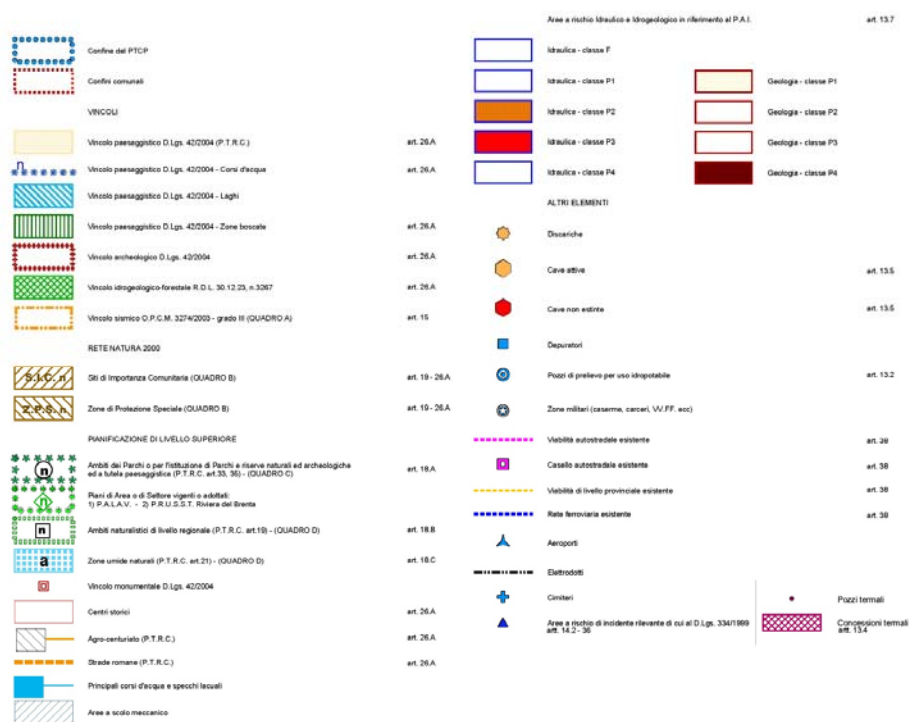 Confine del PTCP
Confini comunali
VINCOLI
Vincolo paesaggistico D.Lgs. 42/2004 (P.T.R.C.) art. 26.A
n
Vincolo paesaggistico D.Lgs. 42/2004 - Corsi d'acqua art. 26.A
Vincolo paesaggistico D.Lgs. 42/2004 - Laghi art. 26.A
Vincolo paesaggistico D.Lgs. 42/2004 - Zone boscate art. 26.A
Vincolo archeologico D.Lgs. 42/2004 art. 26.A
Vincolo idrogeologico-forestale R.D.L. 30.12.23, n.3267 art. 26.A
Vincolo sismico O.P.C.M. 3274/2003 - grado III (QUADRO A) art. 15
RETE NATURA 2000
S.I.C. n Siti di Importanza Comunitaria (QUADRO B) art. 19 - 26.A
Z.P.S. n Zone di Protezione Speciale (QUADRO B) art. 19 - 26.A
PIANIFICAZIONE DI LIVELLO SUPERIORE
n Ambiti dei Parchi o per l'istituzione di Parchi e riserve naturali ed archeologiche
ed a tutela paesaggistica (P.T.R.C. art.33, 35) - (QUADRO C) art. 18.A
n Piani di Area o di Settore vigenti o adottati:
1) P.A.L.A.V. - 2) P.R.U.S.S.T. Riviera del Brenta
n Ambiti naturalistici di livello regionale (P.T.R.C. art.19) - (QUADRO D) art. 18.B
a Zone umide naturali (P.T.R.C. art.21) - (QUADRO D) art. 18.C
Vincolo monumentale D.Lgs. 42/2004
Centri storici art. 26.A
Agro-centuriato (P.T.R.C.) art. 26.A
Strade romane (P.T.R.C.) art. 26.A
Principali corsi d'acqua e specchi lacuali
Aree a scolo meccanico
Aree a rischio Idraulico e Idrogeologico in riferimento al P.A.I. art. 13.7
Idraulica - classe F
Idraulica - classe P1 Geologia - classe P1
Idraulica - classe P2 Geologia - classe P2
Idraulica - classe P3 Geologia - classe P3
Idraulica - classe P4 Geologia - classe P4
ALTRI ELEMENTI
Discariche
Cave attive art. 13.5
Cave non estinte art. 13.5
Depuratori
Pozzi di prelievo per uso idropotabile art. 13.2
Zone militari (caserme, carceri, VV.FF. ecc)
Viabilità autostradale esistente art. 38
Casello autostradale esistente art. 38
Viabilità di livello provinciale esistente art. 38
Rete ferroviaria esistente art. 38
Aeroporti
Elettrodotti
Cimiteri
Aree a rischio di incidente rilevante di cui al D.Lgs. 334/1999
artt. 14.2 - 36
Pozzi termali
Concessioni termali
art. 13.4